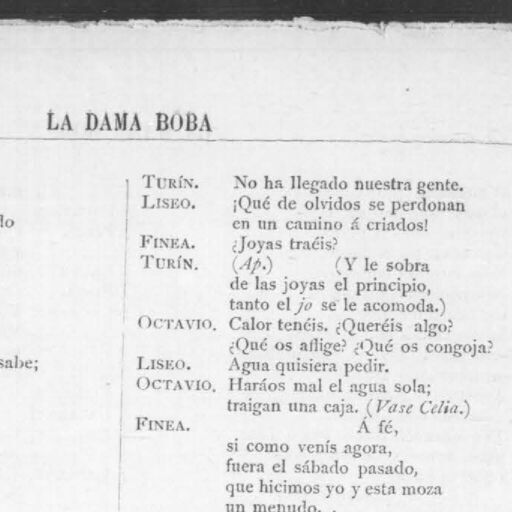 LA DAMA BOBA
do
sabe;
TURÍN. No ha llegado nuestra gente.
LISEO. ¡Qué de olvidos se perdonan
en un camino á criados!
FINEA. ¿Joyas traéis?
TURÍN. (Ap.) (Y le sobra
de las joyas el principio,
tanto el jo se le acomoda.)
OCTAVIO. Calor tenéis. ¿Queréis algo?
¿Qué os aflige? ¿Qué os congoja?
LISEO. Agua quisiera pedir.
OCTAVIO. Haráos mal el agua sola;
traigan una caja. (Vase Celia.)
FINEA. Á fé,
si como venís agora,
fuera el sábado pasado,
que hicimos yo y esta moza
un menudo. .